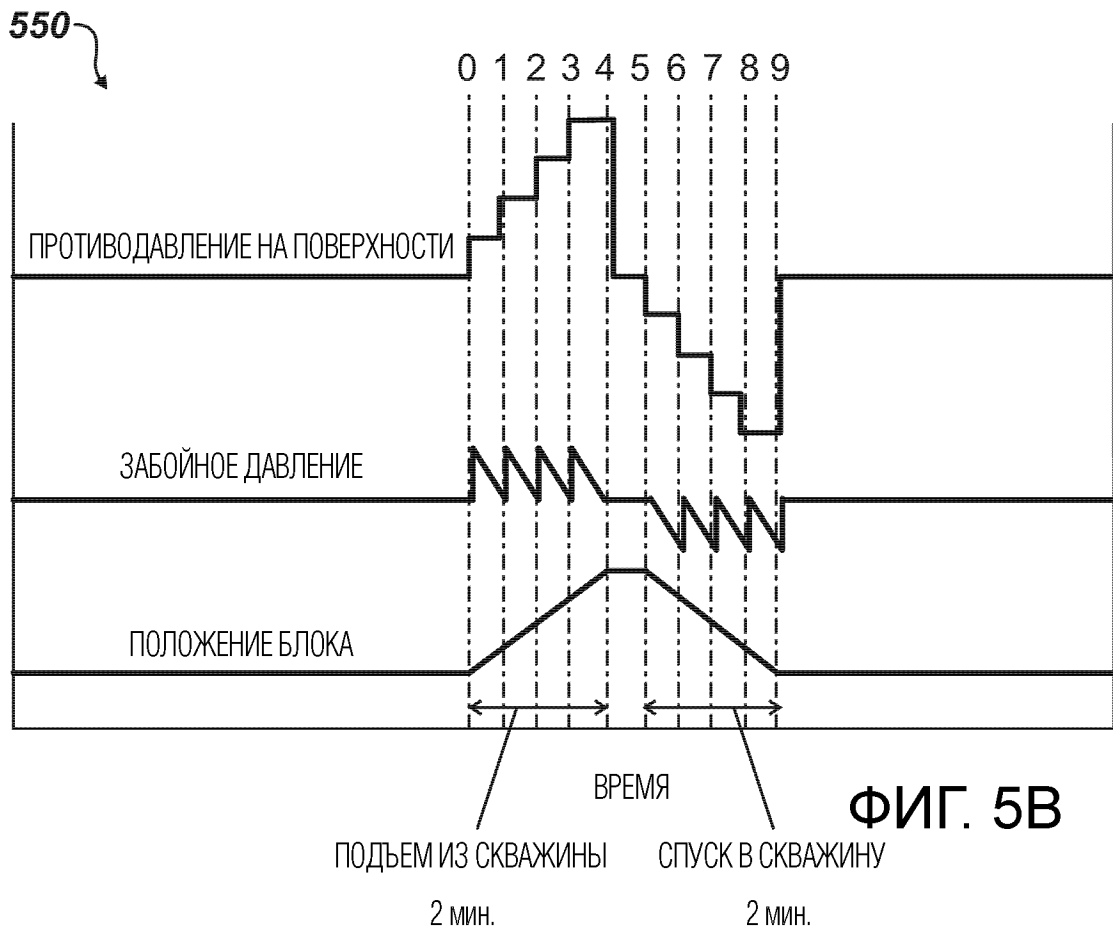 550
0 1 2 3 4 5 6 7 8 9
ПРОТИВОДАВЛЕНИЕ НА ПОВЕРХНОСТИ
ЗАБОЙНОЕ ДАВЛЕНИЕ
ПОЛОЖЕНИЕ БЛОКА
ВРЕМЯ
ФИГ. 5В
ПОДЪЕМ ИЗ СКВАЖИНЫ
2 мин.
СПУСК В СКВАЖИНУ
2 мин.